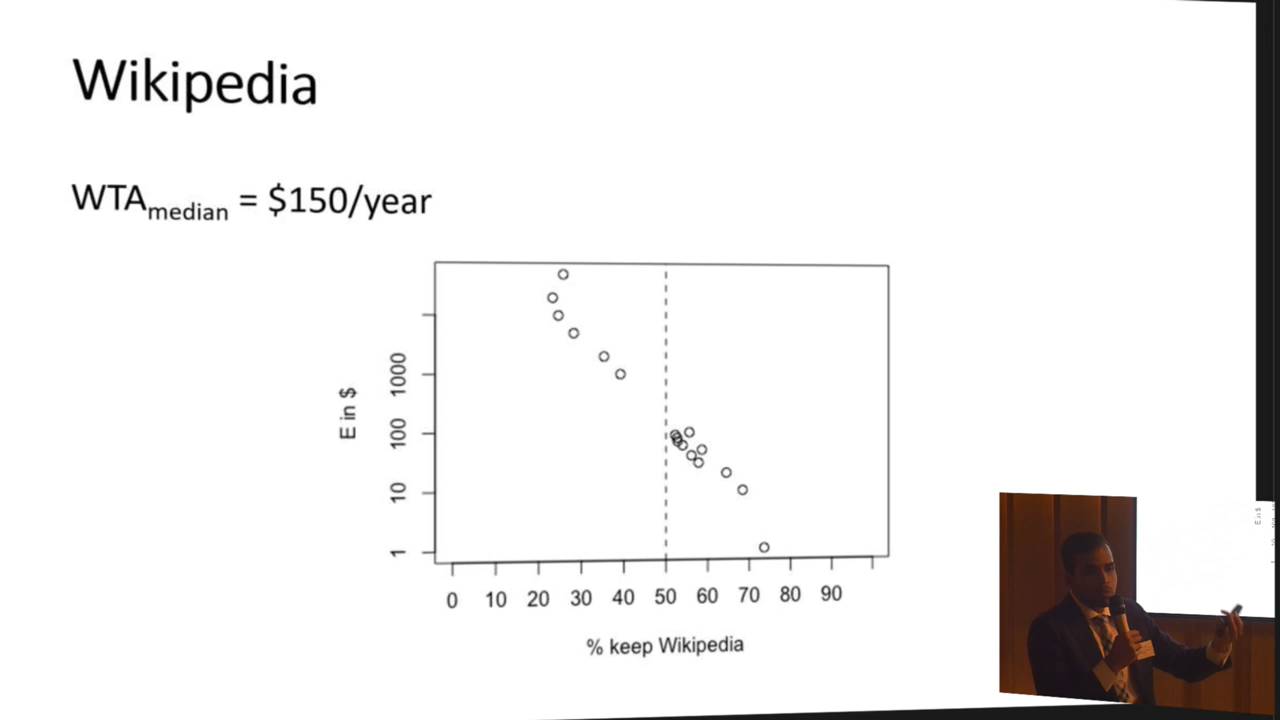 Wikipedia
WTAmedian = $150/year
E in $
1000
100
10
1
0 10 20 30 40 50 60 70 80 90
% keep Wikipedia
E in $